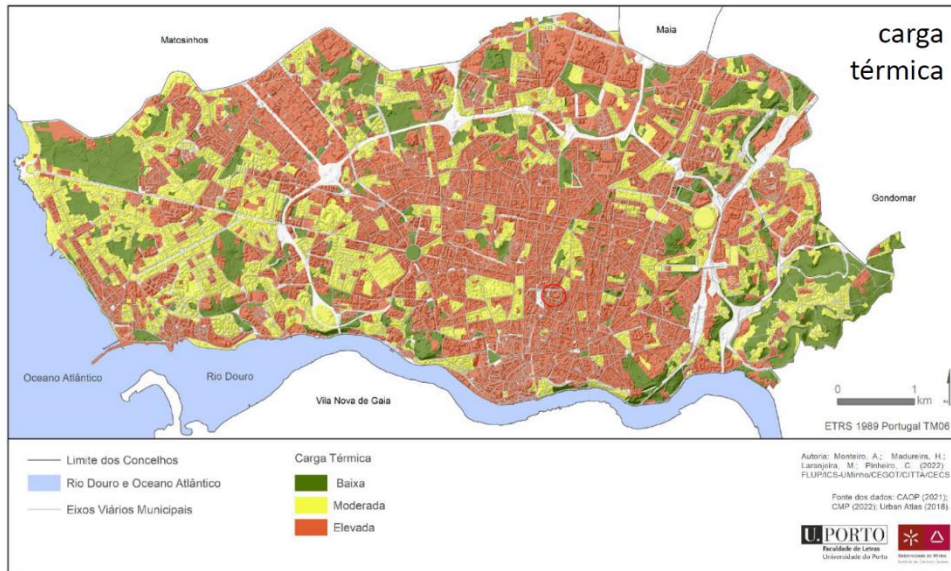 carga
térmica
Matosinhos
Maia
Gondomar
Oceano Atlântico
Rio Douro
Vila Nova de Gaia
0 1
km
ETRS 1989 Portugal TM06
Limite dos Concelhos
Rio Douro e Oceano Atlântico
Eixos Viários Municipais
Carga Térmica
Baixa
Moderada
Elevada
Autoria: Monteiro, A.; Madureira, H.;
Laranjeira, M.; Pinheiro, C. (2022)
FLUP/ICS-UMinho/CEGOT/CITTA/CECS
Fonte dos dados: CAOP (2021);
CMP (2022); Urban Atlas (2018)
U.PORTO
Faculdade de Letras
Universidade do Porto
Universidade do Minho